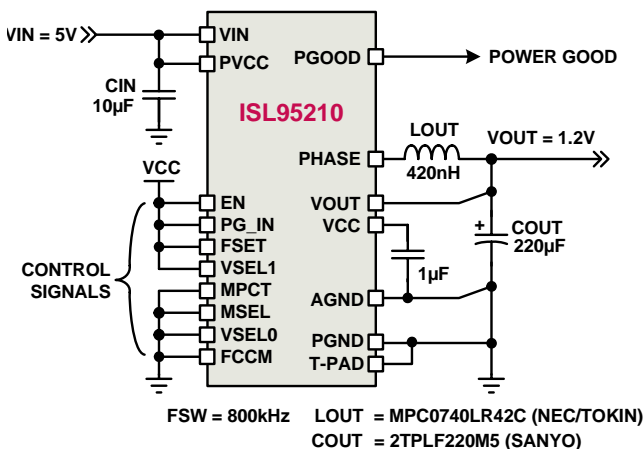 VIN = 5V
VIN
PVCC
PGOOD
POWER GOOD
CIN
10µF
ISL95210
LOUT
420nH
VOUT = 1.2V
PHASE
VCC
EN
PG_IN
FSET
VSEL1
MPCT
MSEL
VSEL0
FCCM
CONTROL
SIGNALS
VOUT
VCC
1µF
COUT
220µF
+
AGND
PGND
T-PAD
FSW = 800kHz
LOUT = MPC0740LR42C (NEC/TOKIN)
COUT = 2TPLF220M5 (SANYO)